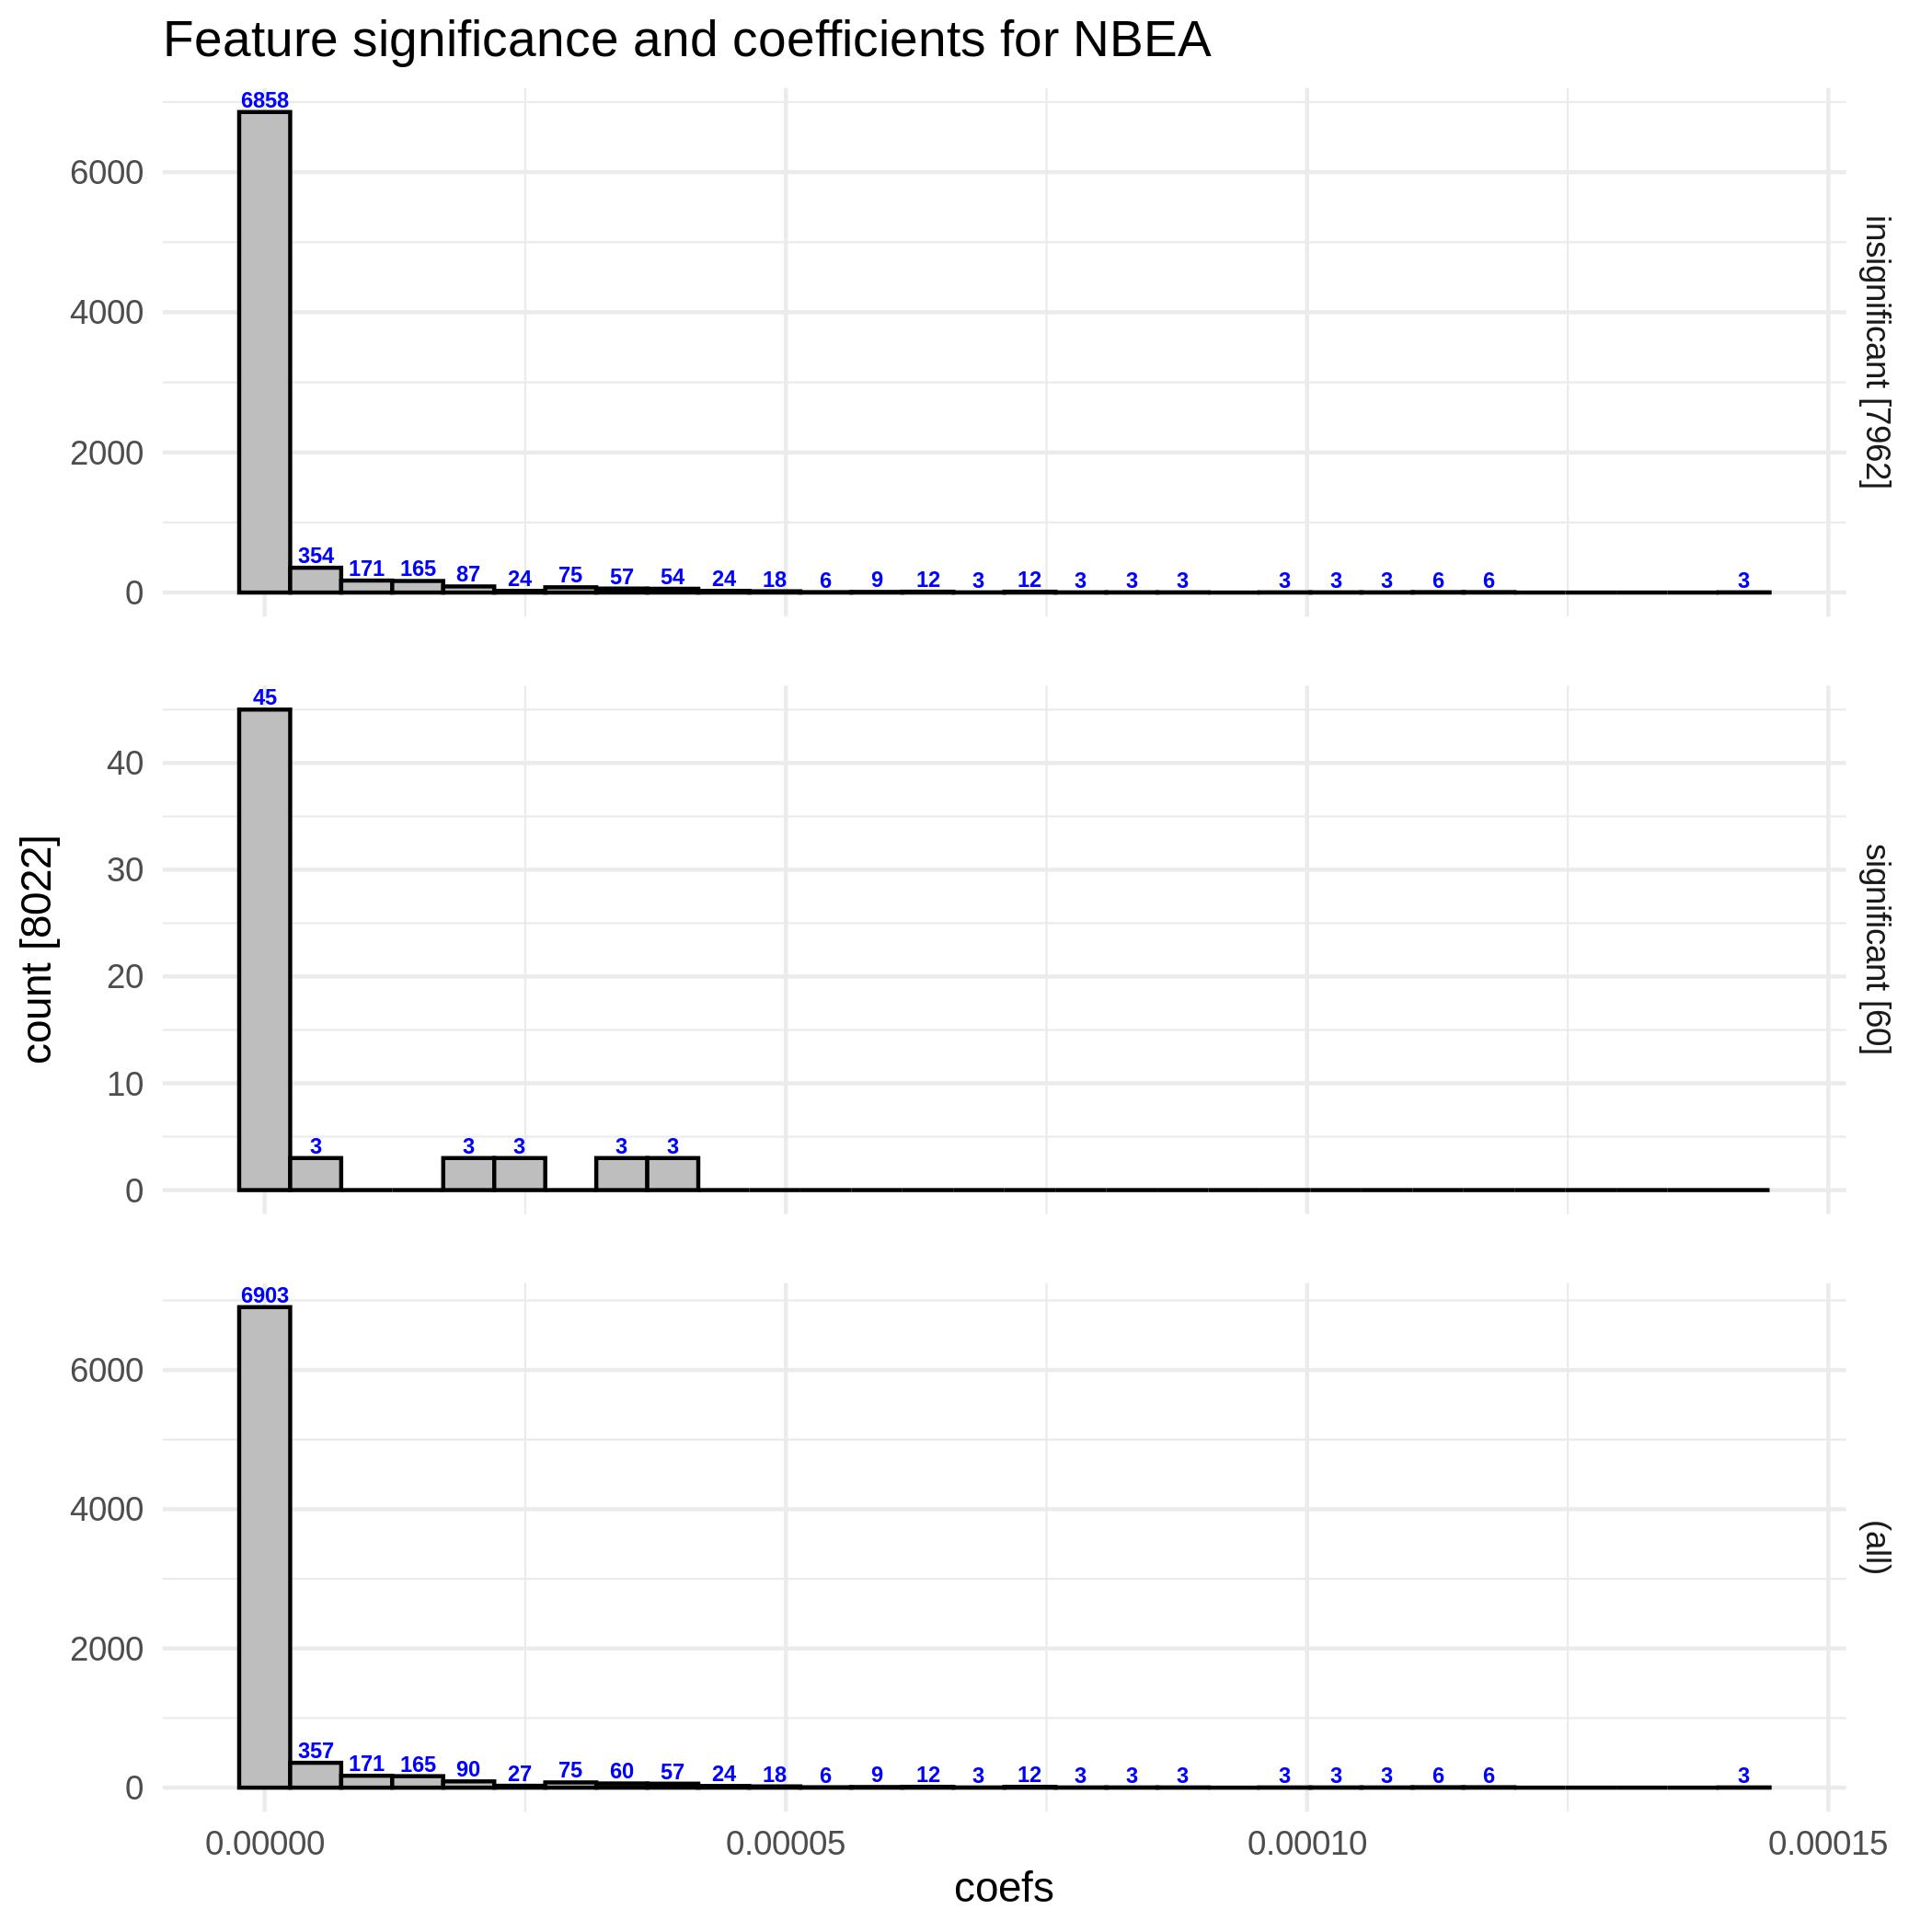 Feature significance and coefficients for NBEA
6858
6000
4000
2000
0
354 171 165 87 24 75 57 54 24 18 6 9 12 3 12 3 3 3 3 3 3 6 6 3
insignificant [7962]
count [8022]
45
40
30
20
10
0
3 3 3 3 3
significant [60]
6903
6000
4000
2000
0
357 171 165 90 27 75 60 57 24 18 6 9 12 3 12 3 3 3 3 3 3 6 6 3
(all)
0.00000 0.00005 0.00010 0.00015
coefs